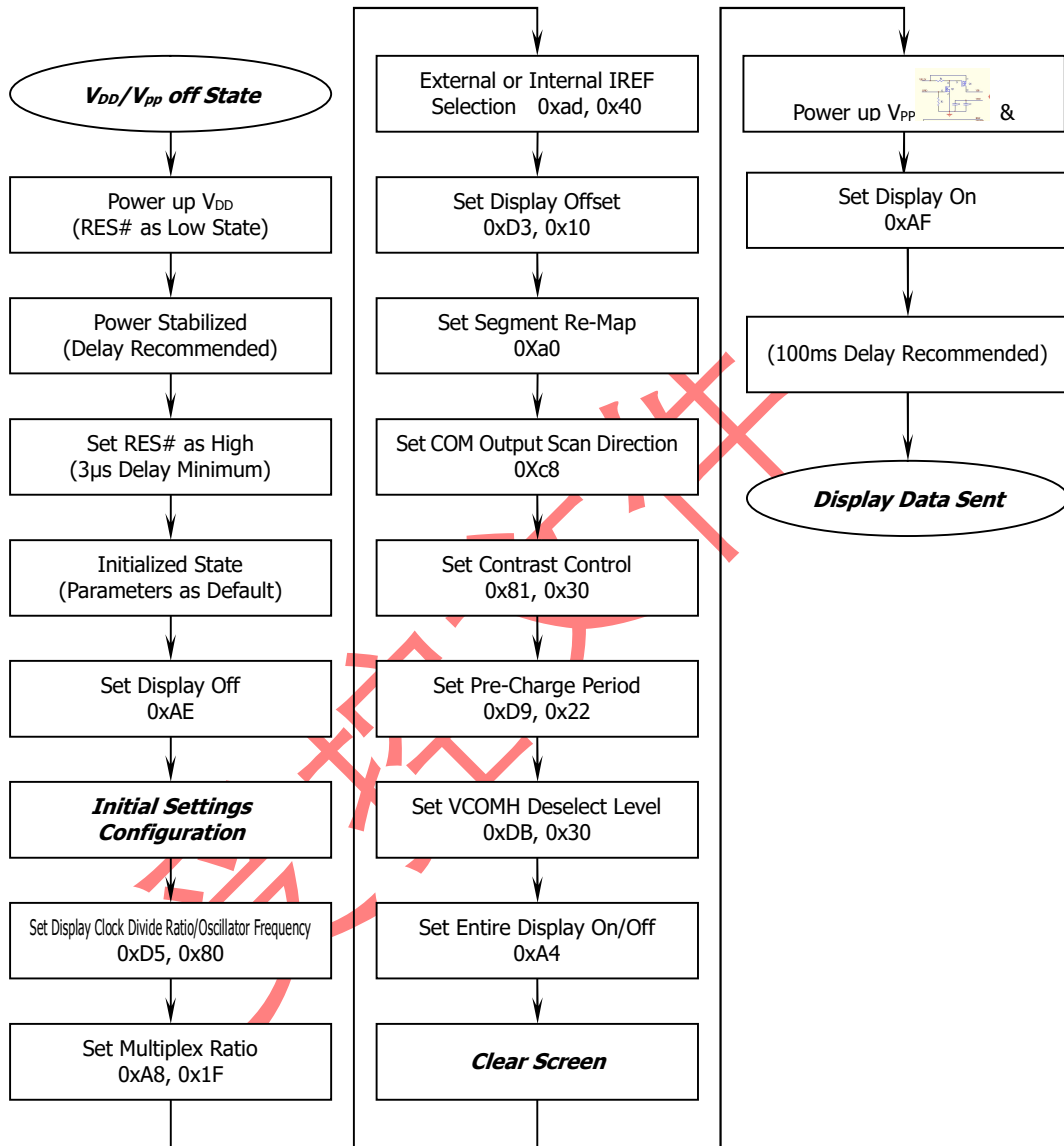 V_DD/V_pp off State
Power up V_DD
(RES# as Low State)
Power Stabilized
(Delay Recommended)
Set RES# as High
(3μs Delay Minimum)
Initialized State
(Parameters as Default)
Set Display Off
0xAE
Initial Settings
Configuration
Set Display Clock Divide Ratio/Oscillator Frequency
0xD5, 0x80
Set Multiplex Ratio
0xA8, 0x1F
External or Internal IREF
Selection 0xad, 0x40
Set Display Offset
0xD3, 0x10
Set Segment Re-Map
0Xa0
Set COM Output Scan Direction
0Xc8
Set Contrast Control
0x81, 0x30
Set Pre-Charge Period
0xD9, 0x22
Set VCOMH Deselect Level
0xDB, 0x30
Set Entire Display On/Off
0xA4
Clear Screen
Power up V_PP &
Set Display On
0xAF
(100ms Delay Recommended)
Display Data Sent